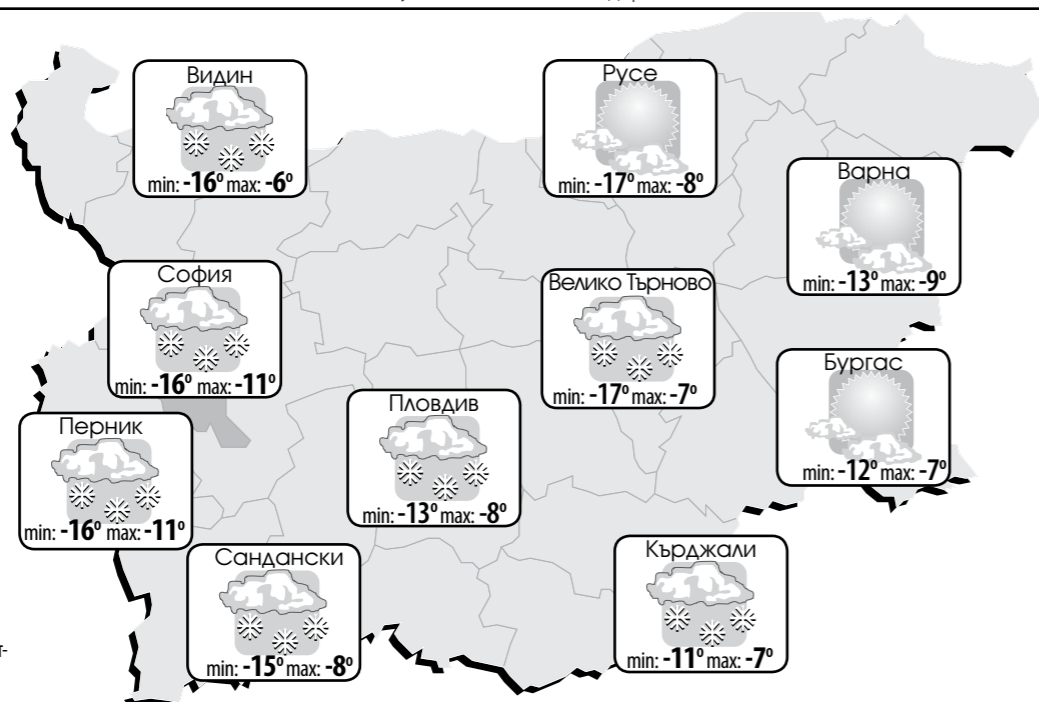 Видин
min: -16° max: -6°
Русе
min: -17° max: -8°
Варна
min: -13° max: -9°
София
min: -16° max: -11°
Велико Търново
min: -17° max: -7°
Бургас
min: -12° max: -7°
Пловдив
min: -13° max: -8°
Перник
min: -16° max: -11°
Сандански
min: -15° max: -8°
Кърджали
min: -11° max: -7°